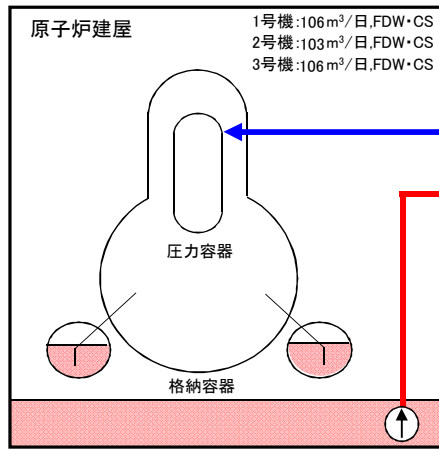 原子炉建屋
1号機:106m³/日,FDW・CS
2号機:103m³/日,FDW・CS
3号機:106m³/日,FDW・CS
圧力容器
格納容器